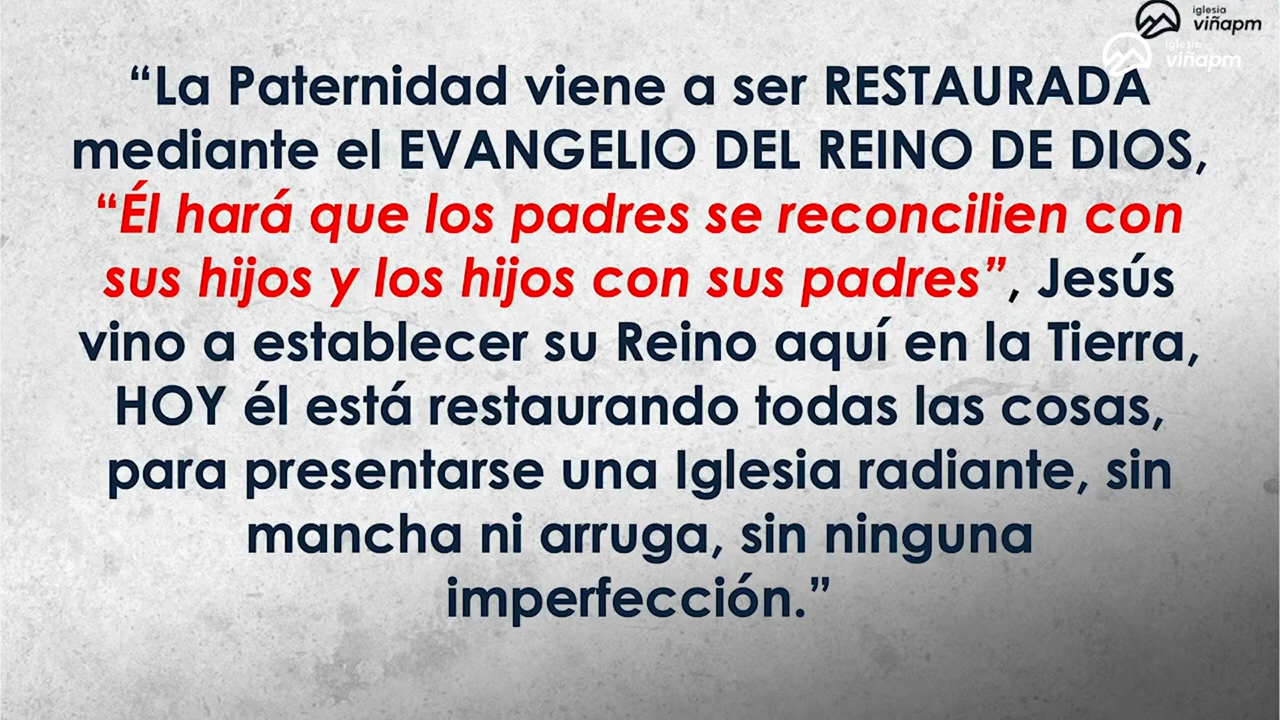 iglesia
viñapm
iglesia
viñapm
“La Paternidad viene a ser RESTAURADA
mediante el EVANGELIO DEL REINO DE DIOS,
“Él hará que los padres se reconcilien con
sus hijos y los hijos con sus padres”, Jesús
vino a establecer su Reino aquí en la Tierra,
HOY él está restaurando todas las cosas,
para presentarse una Iglesia radiante, sin
mancha ni arruga, sin ninguna
imperfección.”